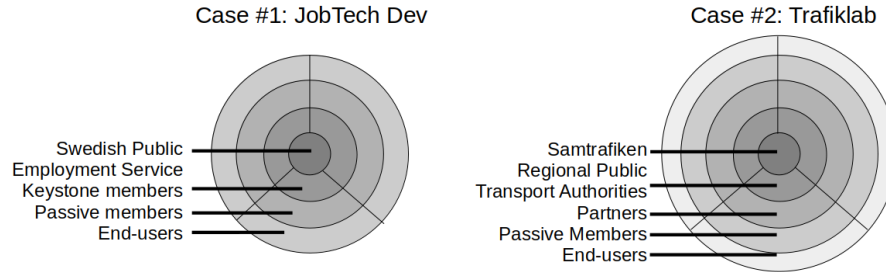 Case #1: JobTech Dev
Swedish Public
Employment Service
Keystone members
Passive members
End-users
Case #2: Trafiklab
Samtrafiken
Regional Public
Transport Authorities
Partners
Passive Members
End-users